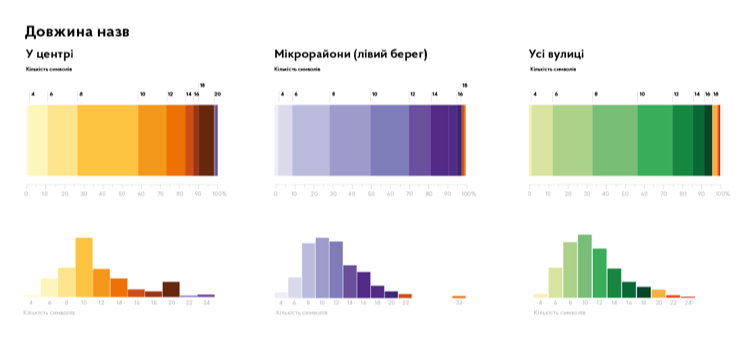 Довжина назв
У центрі
Кількість символів
4 6 8 10 12 14 16 18 20
0 10 20 30 40 50 60 70 80 90 100%
4 6 8 10 12 14 16 18 20 22 24
Кількість символів
Мікрорайони (лівий берег)
Кількість символів
4 6 8 10 12 14 16 18
0 10 20 30 40 50 60 70 80 90 100%
4 6 8 10 12 14 16 18 20 22 32
Кількість символів
Усі вулиці
Кількість символів
4 6 8 10 12 14 16 18
0 10 20 30 40 50 60 70 80 90 100%
4 6 8 10 12 14 16 18 20 22 24
Кількість символів